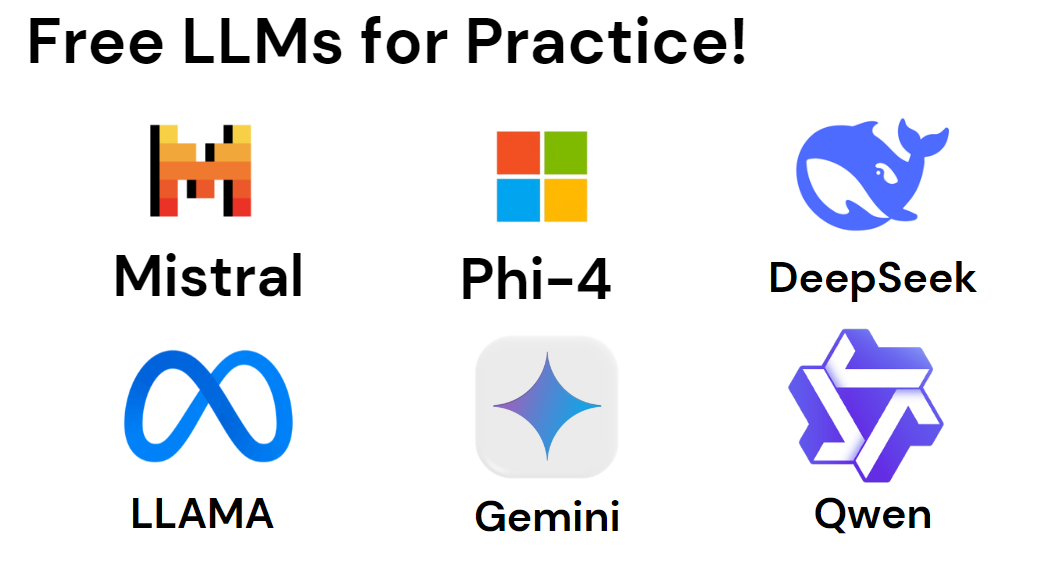 Free LLMs for Practice!
Mistral
Phi-4
DeepSeek
LLAMA
Gemini
Qwen